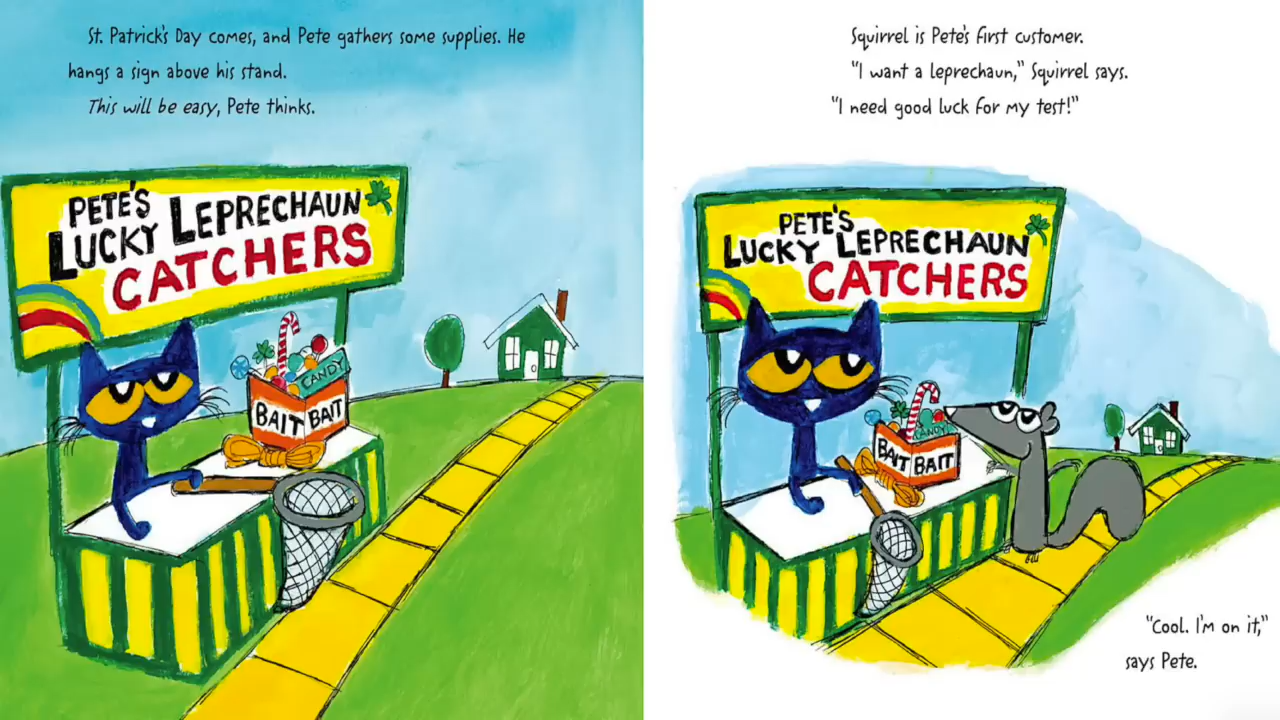 St. Patrick's Day comes, and Pete gathers some supplies. He
hangs a sign above his stand.
This will be easy, Pete thinks.
PETE'S
LUCKY LEPRECHAUN
CATCHERS
CANDY
BAIT BAIT
Squirrel is Pete's first customer.
"I want a leprechaun," Squirrel says.
"I need good luck for my test!"
PETE'S
LUCKY LEPRECHAUN
CATCHERS
CANDY
BAIT BAIT
"Cool. I'm on it,"
says Pete.